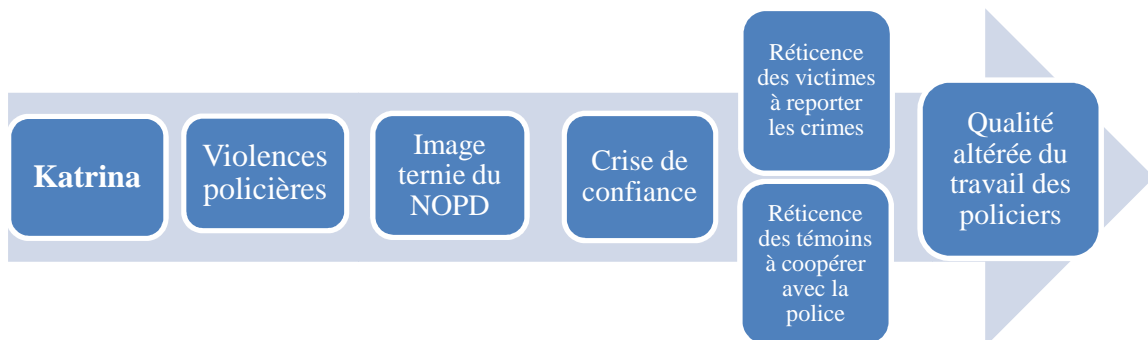 Katrina
Violences
policières
Image
ternie du
NOPD
Crise de
confiance
Réticence
des victimes
à reporter
les crimes
Réticence
des témoins
à coopérer
avec la
police
Qualité
altérée du
travail des
policiers